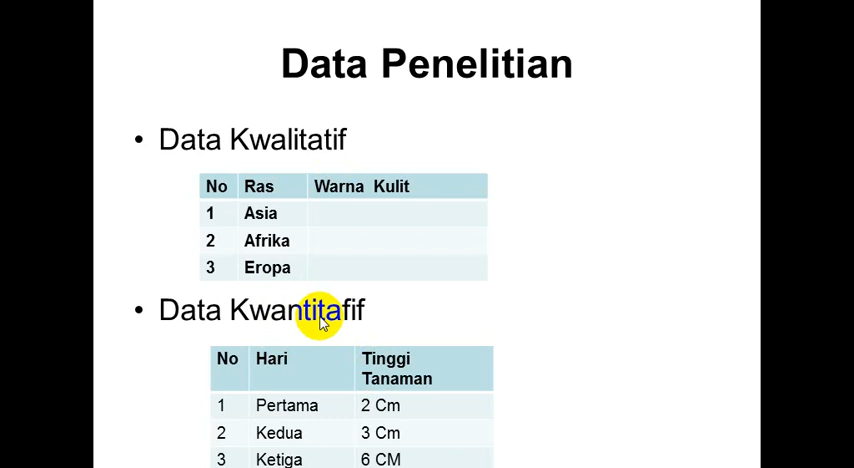 Data Penelitian
• Data Kwalitatif
No Ras Warna Kulit
1 Asia
2 Afrika
3 Eropa
• Data Kwantitafif
No Hari Tinggi
Tanaman
1 Pertama 2 Cm
2 Kedua 3 Cm
3 Ketiga 6 CM